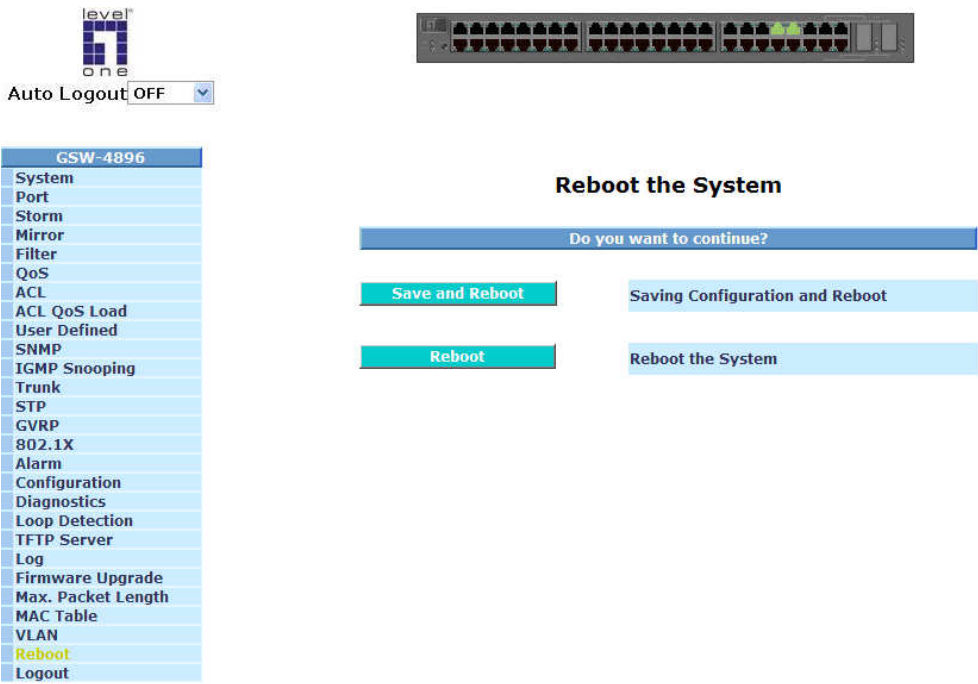 level
one
Auto Logout OFF
GSW-4896
System
Port
Storm
Mirror
Filter
QoS
ACL
ACL QoS Load
User Defined
SNMP
IGMP Snooping
Trunk
STP
GVRP
802.1X
Alarm
Configuration
Diagnostics
Loop Detection
TFTP Server
Log
Firmware Upgrade
Max. Packet Length
MAC Table
VLAN
Reboot
Logout
Reboot the System
Do you want to continue?
Save and Reboot
Saving Configuration and Reboot
Reboot
Reboot the System